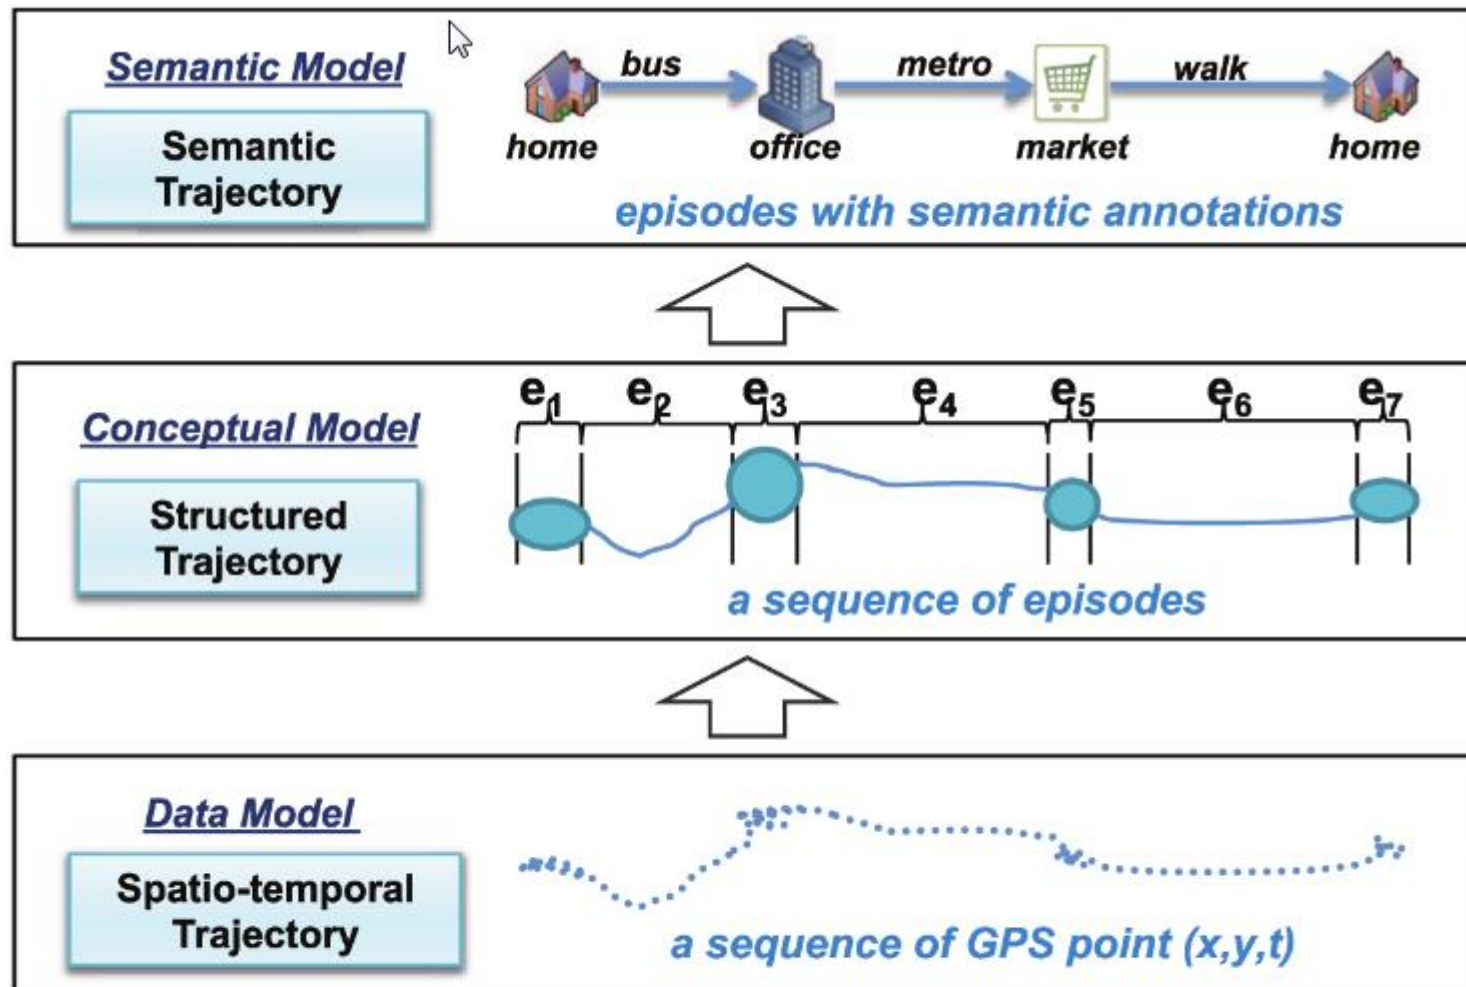 Semantic Model
Semantic
Trajectory
bus
metro
walk
home
office
market
home
episodes with semantic annotations
e1 e2 e3 e4 e5 e6 e7
Conceptual Model
Structured
Trajectory
a sequence of episodes
Data Model
Spatio-temporal
Trajectory
a sequence of GPS point (x,y,t)